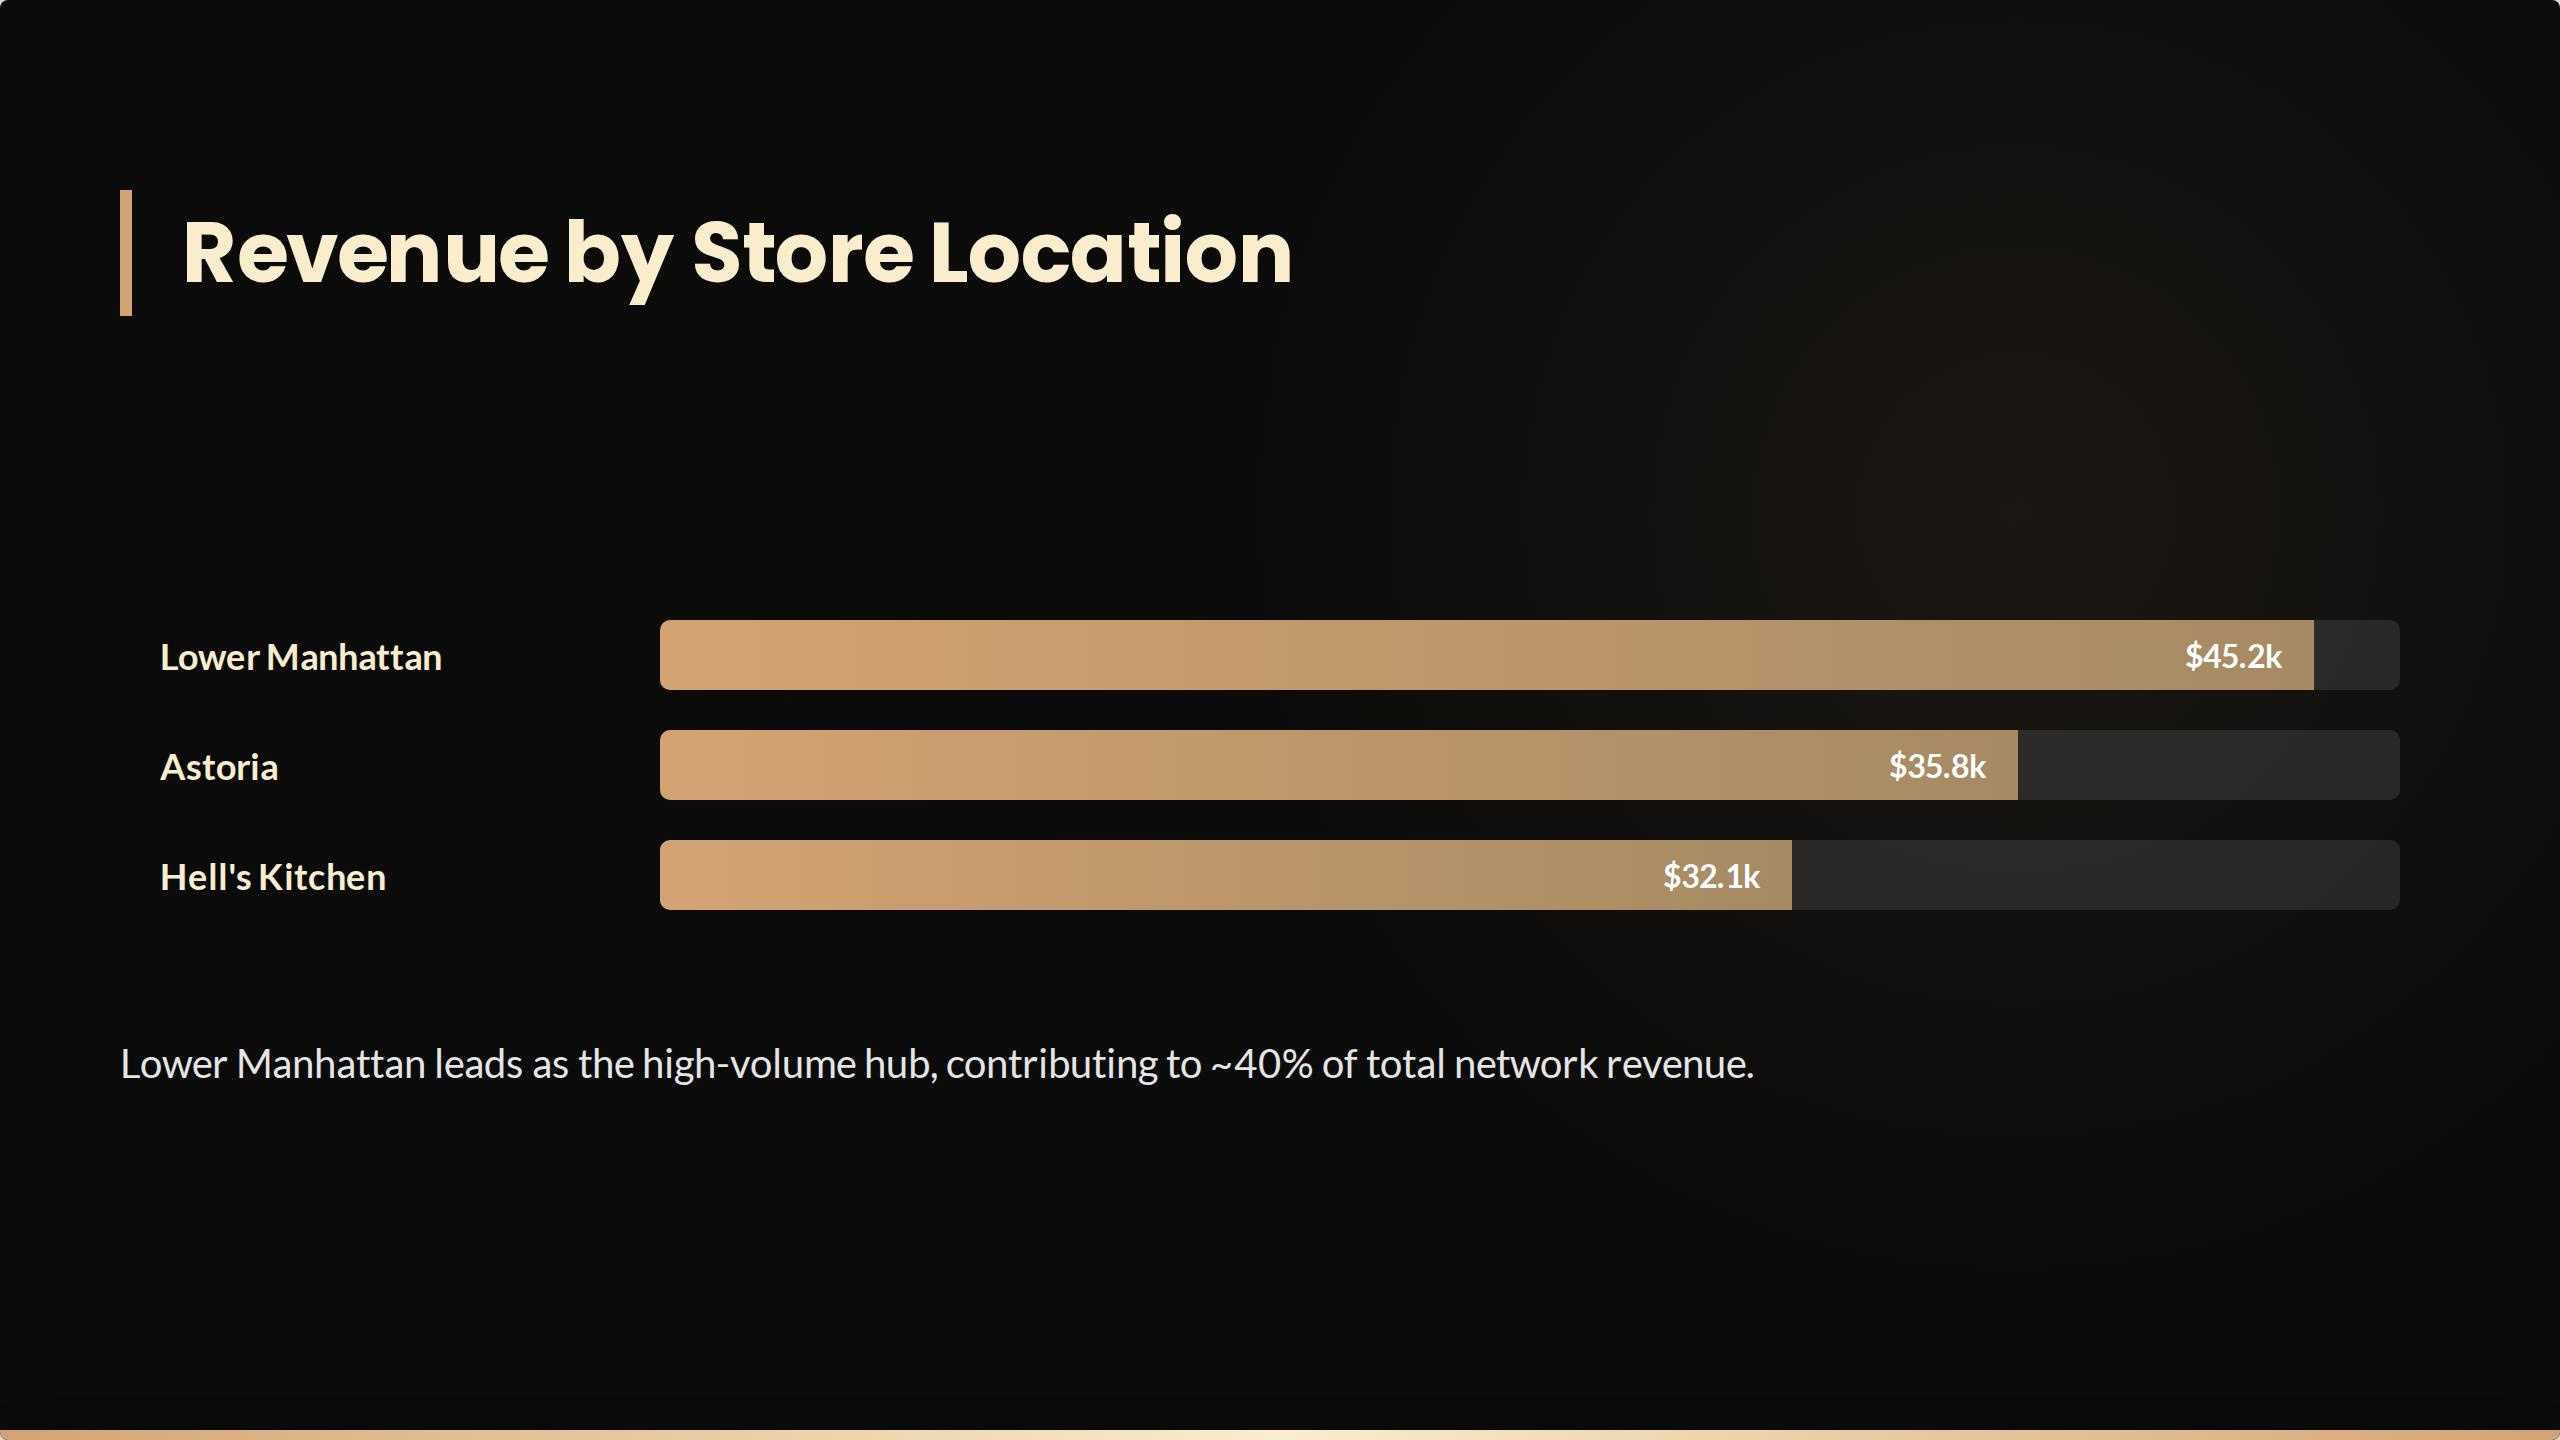 Revenue by Store Location
Lower Manhattan $45.2k
Astoria $35.8k
Hell's Kitchen $32.1k
Lower Manhattan leads as the high-volume hub, contributing to ~40% of total network revenue.